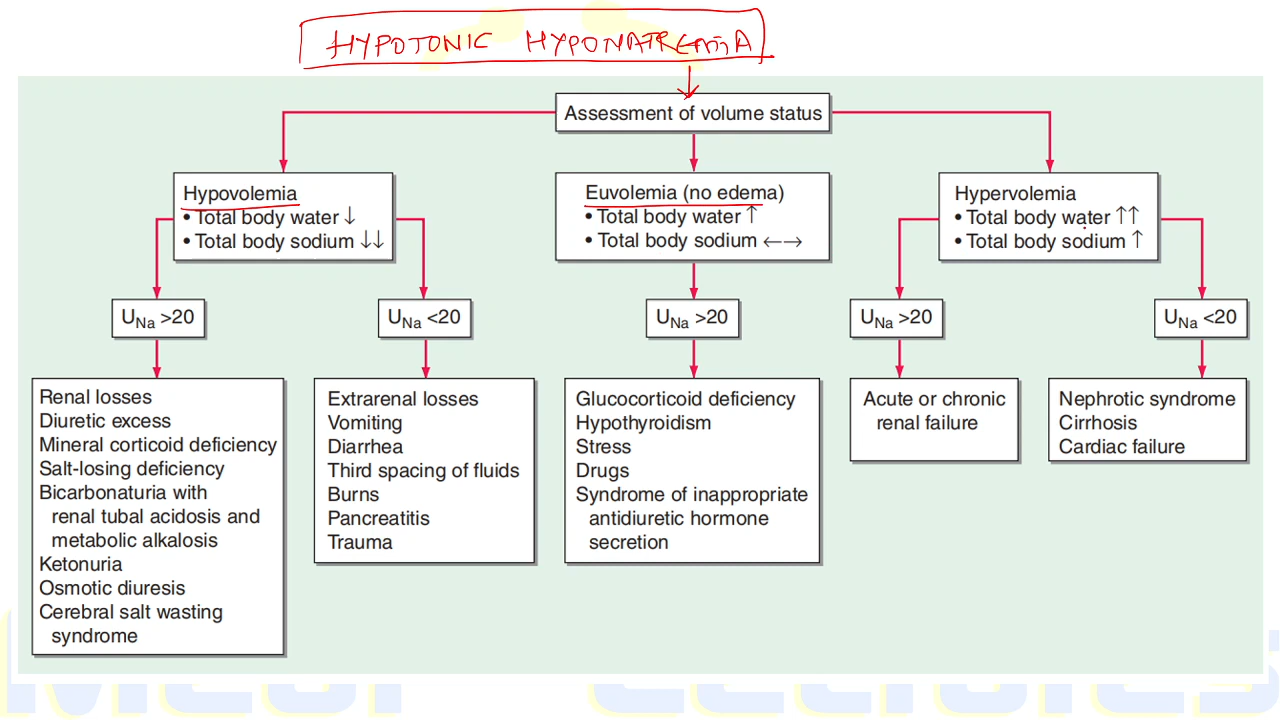 HYPOTONIC HYPONATREMIA
Assessment of volume status
Hypovolemia
• Total body water ↓
• Total body sodium ↓↓
Euvolemia (no edema)
• Total body water ↑
• Total body sodium ←→
Hypervolemia
• Total body water ↑↑
• Total body sodium ↑
UNa >20
UNa <20
UNa >20
UNa >20
UNa <20
Renal losses
Diuretic excess
Mineral corticoid deficiency
Salt-losing deficiency
Bicarbonaturia with
renal tubal acidosis and
metabolic alkalosis
Ketonuria
Osmotic diuresis
Cerebral salt wasting
syndrome
Extrarenal losses
Vomiting
Diarrhea
Third spacing of fluids
Burns
Pancreatitis
Trauma
Glucocorticoid deficiency
Hypothyroidism
Stress
Drugs
Syndrome of inappropriate
antidiuretic hormone
secretion
Acute or chronic
renal failure
Nephrotic syndrome
Cirrhosis
Cardiac failure